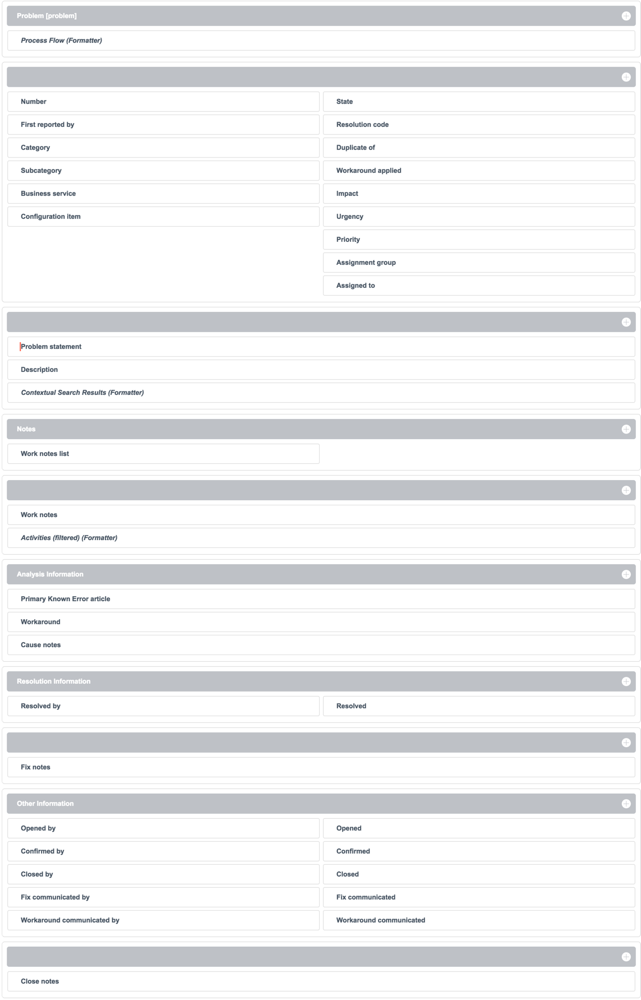 Problem [problem]
Process Flow (Formatter)
Number
State
First reported by
Resolution code
Category
Duplicate of
Subcategory
Workaround applied
Business service
Impact
Configuration item
Urgency
Priority
Assignment group
Assigned to
Problem statement
Description
Contextual Search Results (Formatter)
Notes
Work notes list
Work notes
Activities (filtered) (Formatter)
Analysis Information
Primary Known Error article
Workaround
Cause notes
Resolution Information
Resolved by
Resolved
Fix notes
Other Information
Opened by
Opened
Confirmed by
Confirmed
Closed by
Closed
Fix communicated by
Fix communicated
Workaround communicated by
Workaround communicated
Close notes